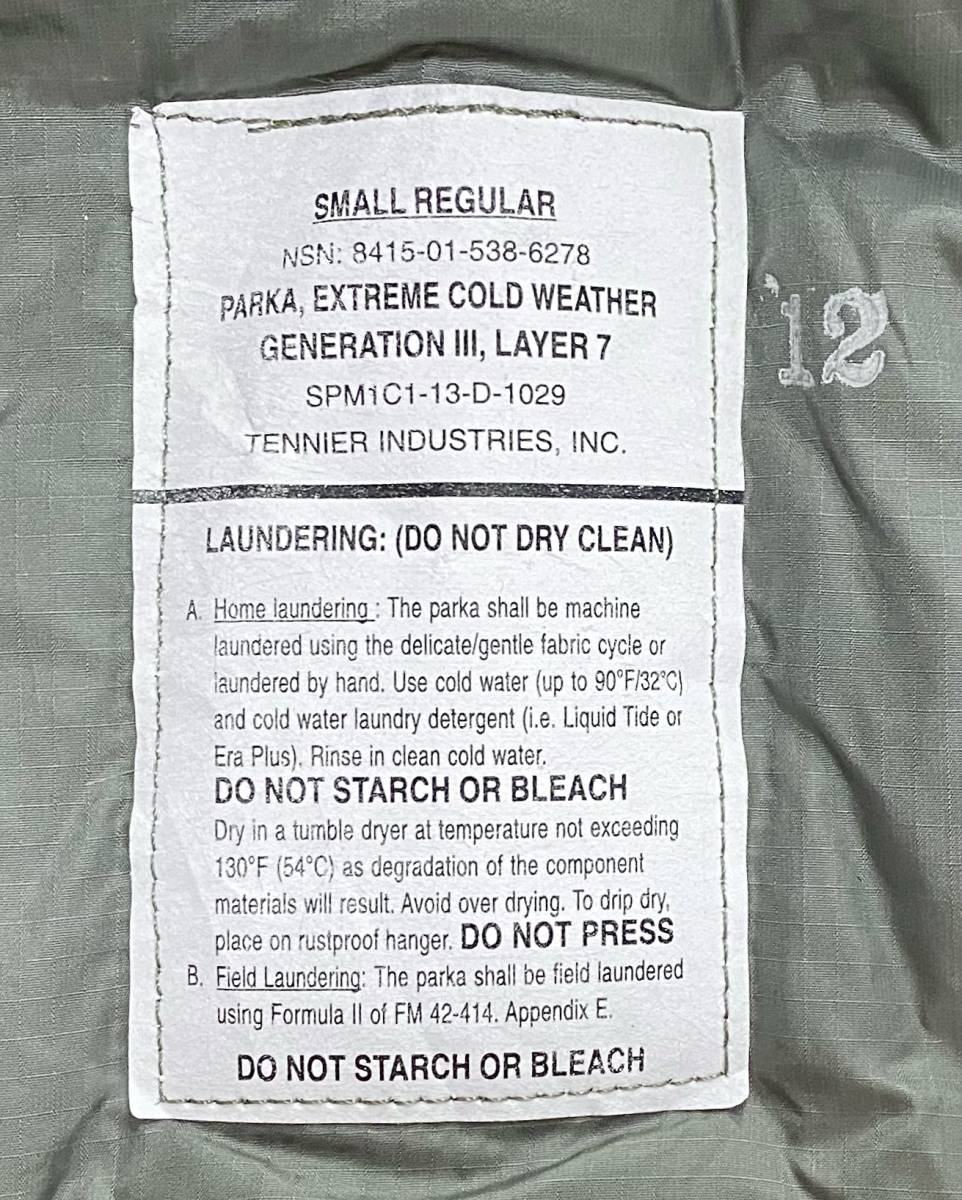 SMALL REGULAR
NSN: 8415-01-538-6278
PARKA, EXTREME COLD WEATHER
GENERATION III, LAYER 7
SPM1C1-13-D-1029
TENNIER INDUSTRIES, INC.
12
LAUNDERING: (DO NOT DRY CLEAN)
A. Home laundering : The parka shall be machine
laundered using the delicate/gentle fabric cycle or
laundered by hand. Use cold water (up to 90°F/32°C)
and cold water laundry detergent (i.e. Liquid Tide or
Era Plus). Rinse in clean cold water.
DO NOT STARCH OR BLEACH
Dry in a tumble dryer at temperature not exceeding
130°F (54°C) as degradation of the component
materials will result. Avoid over drying. To drip dry,
place on rustproof hanger. DO NOT PRESS
B. Field Laundering: The parka shall be field laundered
using Formula II of FM 42-414. Appendix E.
DO NOT STARCH OR BLEACH